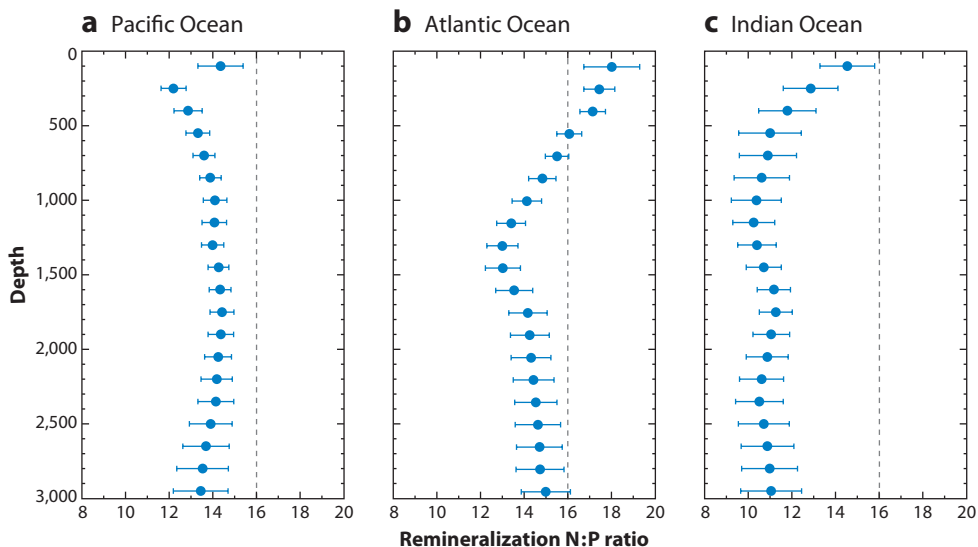 a Pacific Ocean
b Atlantic Ocean
c Indian Ocean
0
500
1,000
1,500
2,000
2,500
3,000
Depth
8 10 12 14 16 18 20
8 10 12 14 16 18 20
8 10 12 14 16 18 20
Remineralization N:P ratio